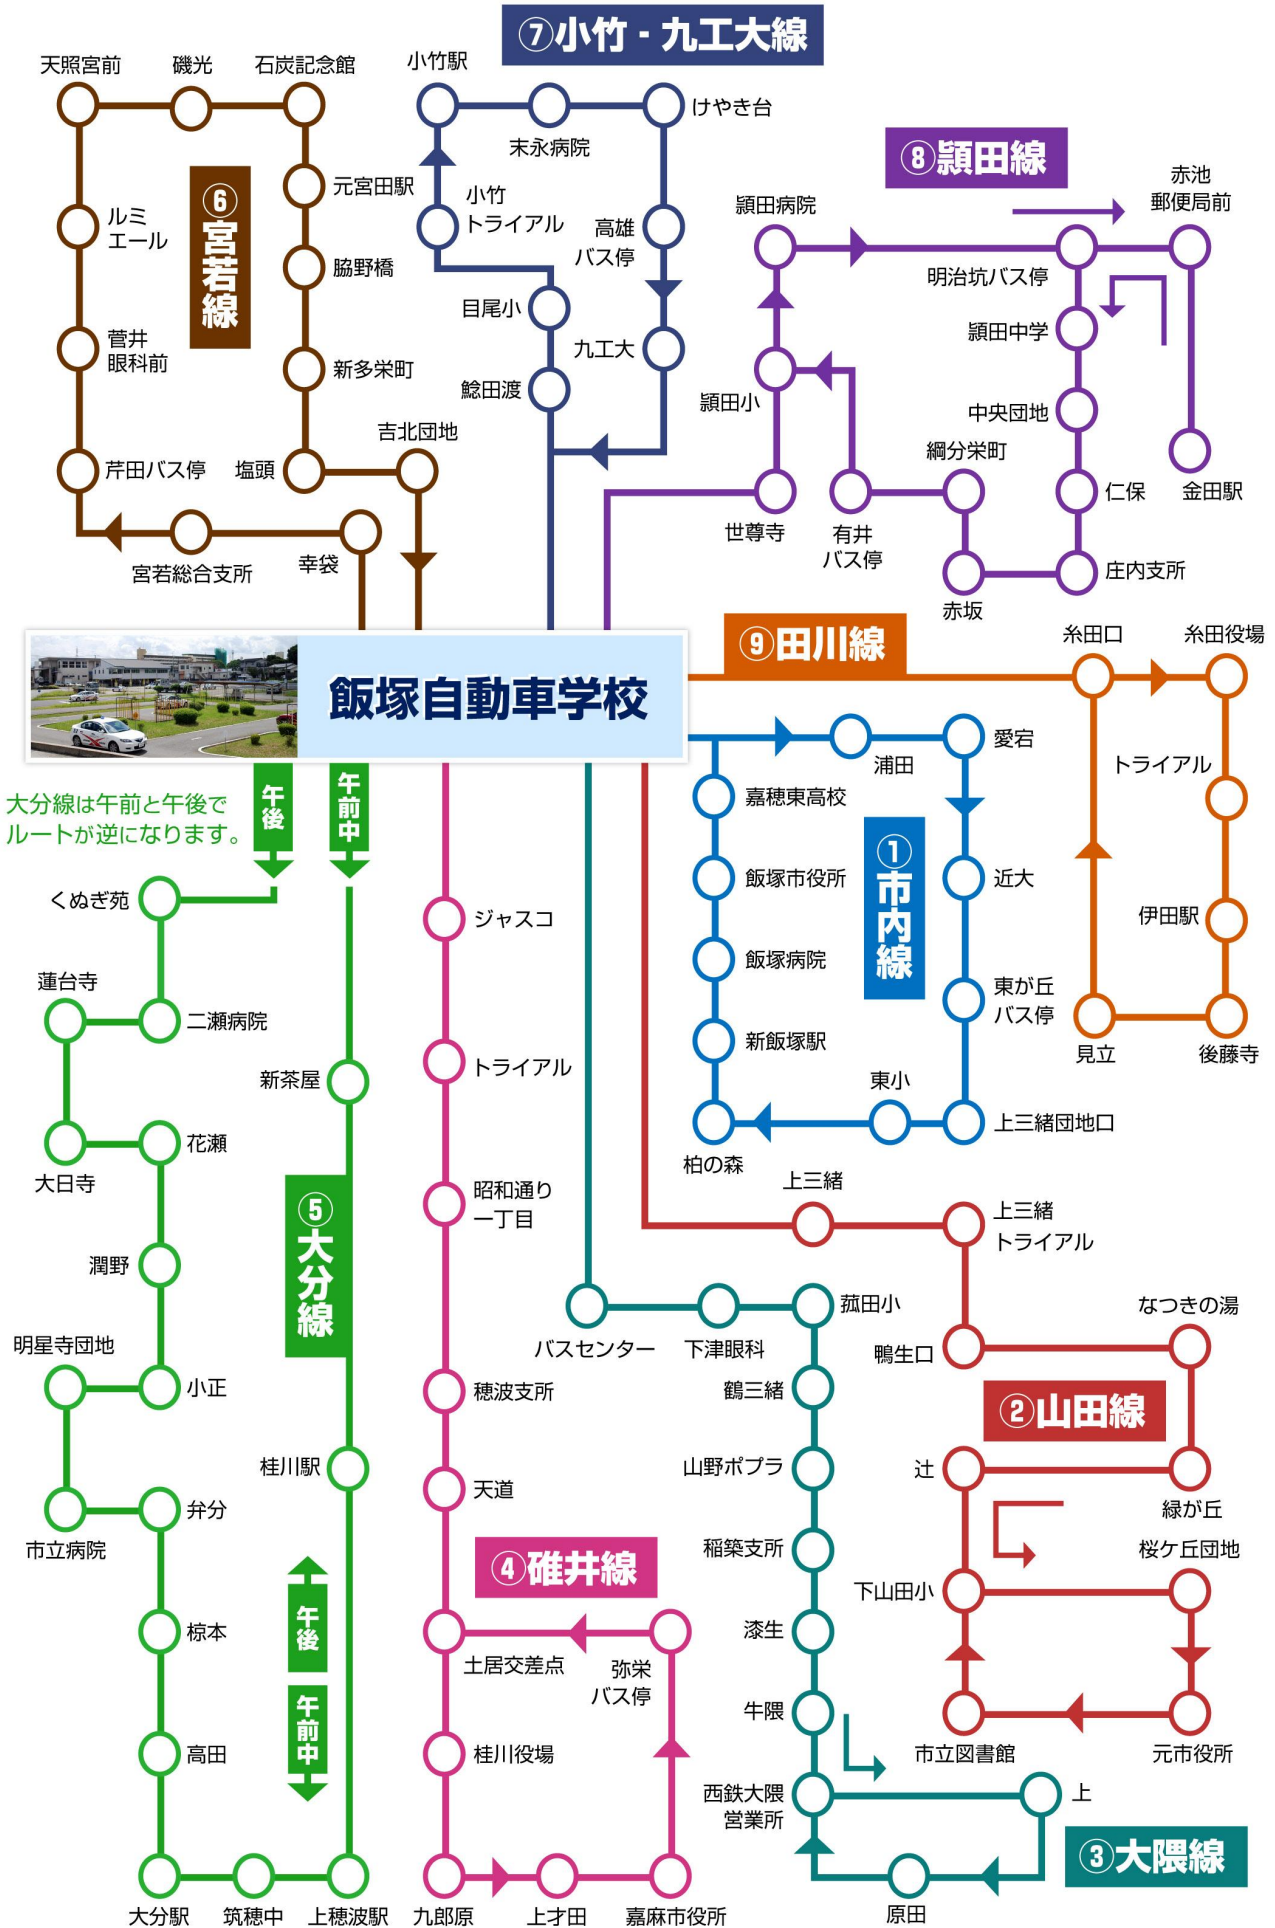 ⑦小竹 - 九工大線
天照宮前
磯光
石炭記念館
元宮田駅
脇野橋
新多栄町
塩頭
吉北団地
ルミ
エール
菅井
眼科前
芹田バス停
宮若総合支所
幸袋
⑥宮若線
小竹駅
末永病院
けやき台
小竹
トライアル
高雄
バス停
目尾小
九工大
鯰田渡
⑧頴田線
赤池
郵便局前
頴田病院
明治坑バス停
頴田中学
頴田小
中央団地
綱分栄町
仁保
金田駅
世尊寺
有井
バス停
庄内支所
赤坂
飯塚自動車学校
⑨田川線
糸田口
糸田役場
トライアル
伊田駅
見立
後藤寺
浦田
愛宕
嘉穂東高校
飯塚市役所
近大
飯塚病院
東が丘
バス停
新飯塚駅
東小
上三緒団地口
柏の森
①市内線
大分線は午前と午後で
ルートが逆になります。
午後
午前中
くぬぎ苑
蓮台寺
二瀬病院
新茶屋
大日寺
花瀬
潤野
明星寺団地
小正
桂川駅
市立病院
弁分
椋本
高田
大分駅
筑穂中
上穂波駅
⑤大分線
午後
午前中
ジャスコ
トライアル
昭和通り
一丁目
穂波支所
天道
④碓井線
土居交差点
弥栄
バス停
桂川役場
九郎原
上才田
嘉麻市役所
バスセンター
下津眼科
菰田小
鶴三緒
山野ポプラ
稲築支所
漆生
牛隈
西鉄大隈
営業所
上
原田
③大隈線
上三緒
上三緒
トライアル
鴨生口
なつきの湯
②山田線
辻
緑が丘
桜ケ丘団地
下山田小
市立図書館
元市役所